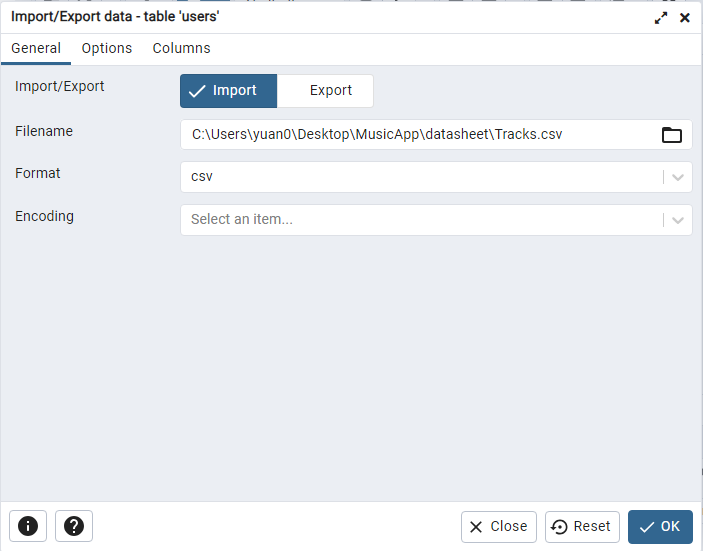 Import/Export data - table 'users'
General Options Columns
Import/Export Import Export
Filename C:\Users\yuan0\Desktop\MusicApp\datasheet\Tracks.csv
Format csv
Encoding Select an item...
Close Reset OK